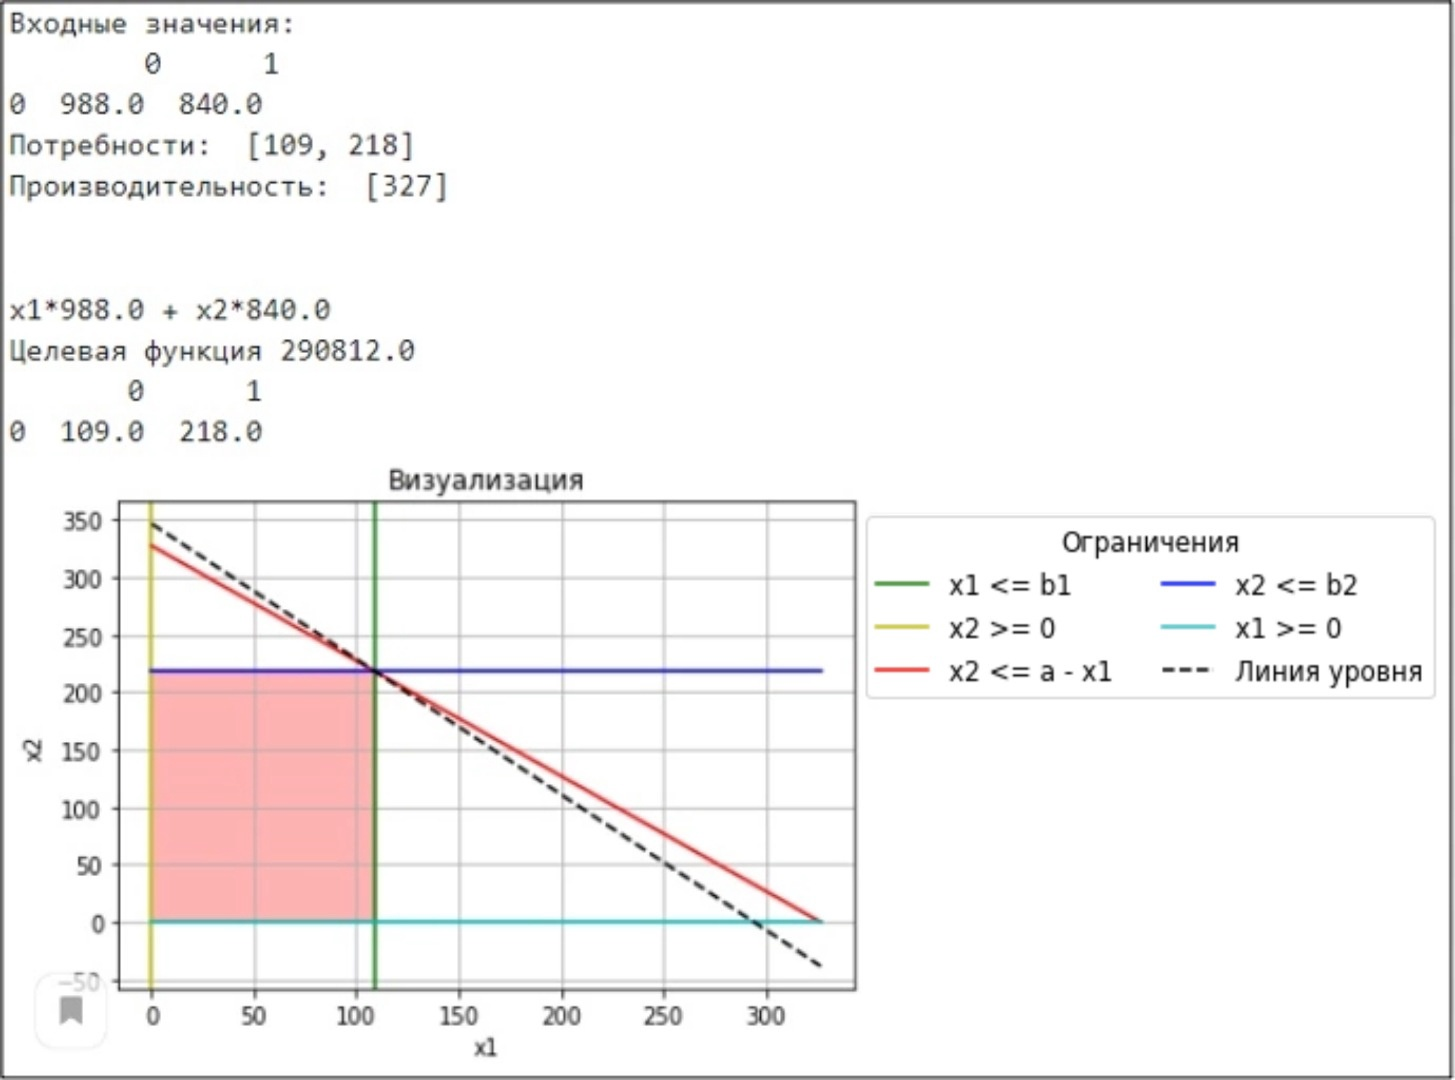 Входные значения:
0 1
0 988.0 840.0
Потребности: [109, 218]
Производительность: [327]
x1*988.0 + x2*840.0
Целевая функция 290812.0
0 1
0 109.0 218.0
Визуализация
350
300
250
200
150
100
50
0
-50
x2
0 50 100 150 200 250 300
x1
Ограничения
x1 <= b1 x2 <= b2
x2 >= 0 x1 >= 0
x2 <= a - x1 Линия уровня